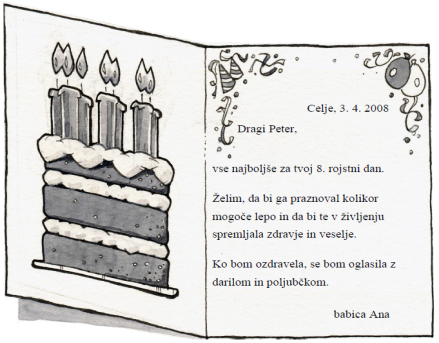 Celje, 3. 4. 2008
Dragi Peter,
vse najboljše za tvoj 8. rojstni dan.
Želim, da bi ga praznoval kolikor
mogoče lepo in da bi te v življenju
spremljala zdravje in veselje.
Ko bom ozdravela, se bom oglasila z
darilom in poljubčkom.
babica Ana